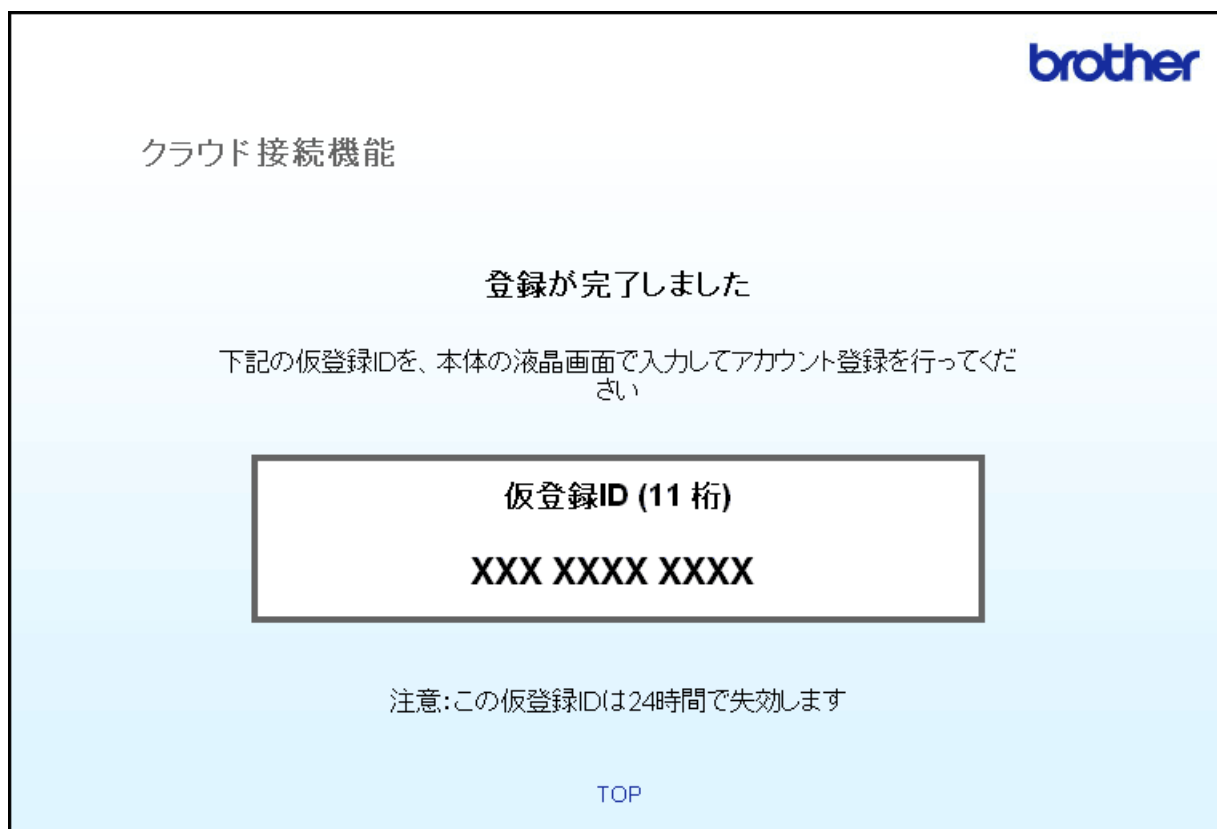 brother
クラウド接続機能
登録が完了しました
下記の仮登録IDを、本体の液晶画面で入力してアカウント登録を行ってくだ
さい
仮登録ID (11 桁)
XXX XXXX XXXX
注意:この仮登録IDは24時間で失効します
TOP